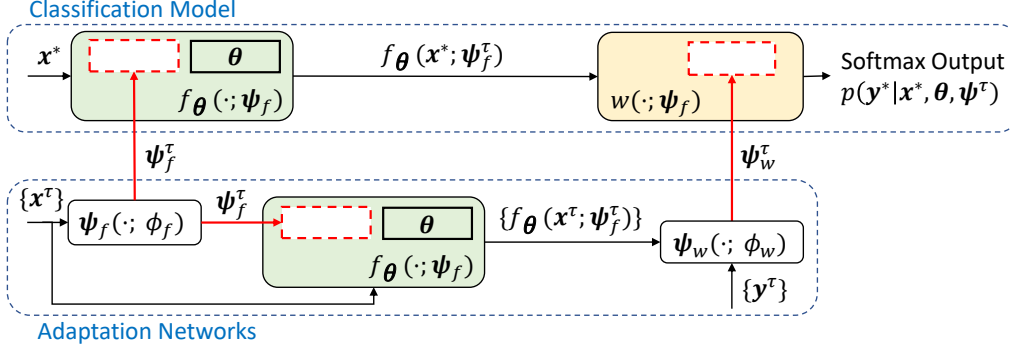 Classification Model
x* θ f_θ(x*; ψ_f^τ) Softmax Output
f_θ(·; ψ_f) w(·; ψ_f) p(y*|x*, θ, ψ^τ)
ψ_f^τ ψ_w^τ
{x^τ} ψ_f^τ
ψ_f(·; ϕ_f) θ {f_θ(x^τ; ψ_f^τ)} ψ_w(·; ϕ_w)
f_θ(·; ψ_f)
{y^τ}
Adaptation Networks